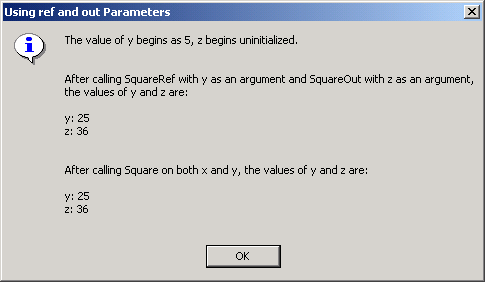 Using ref and out Parameters
The value of y begins as 5, z begins uninitialized.
After calling SquareRef with y as an argument and SquareOut with z as an argument,
the values of y and z are:
y: 25
z: 36
After calling Square on both x and y, the values of y and z are:
y: 25
z: 36
OK